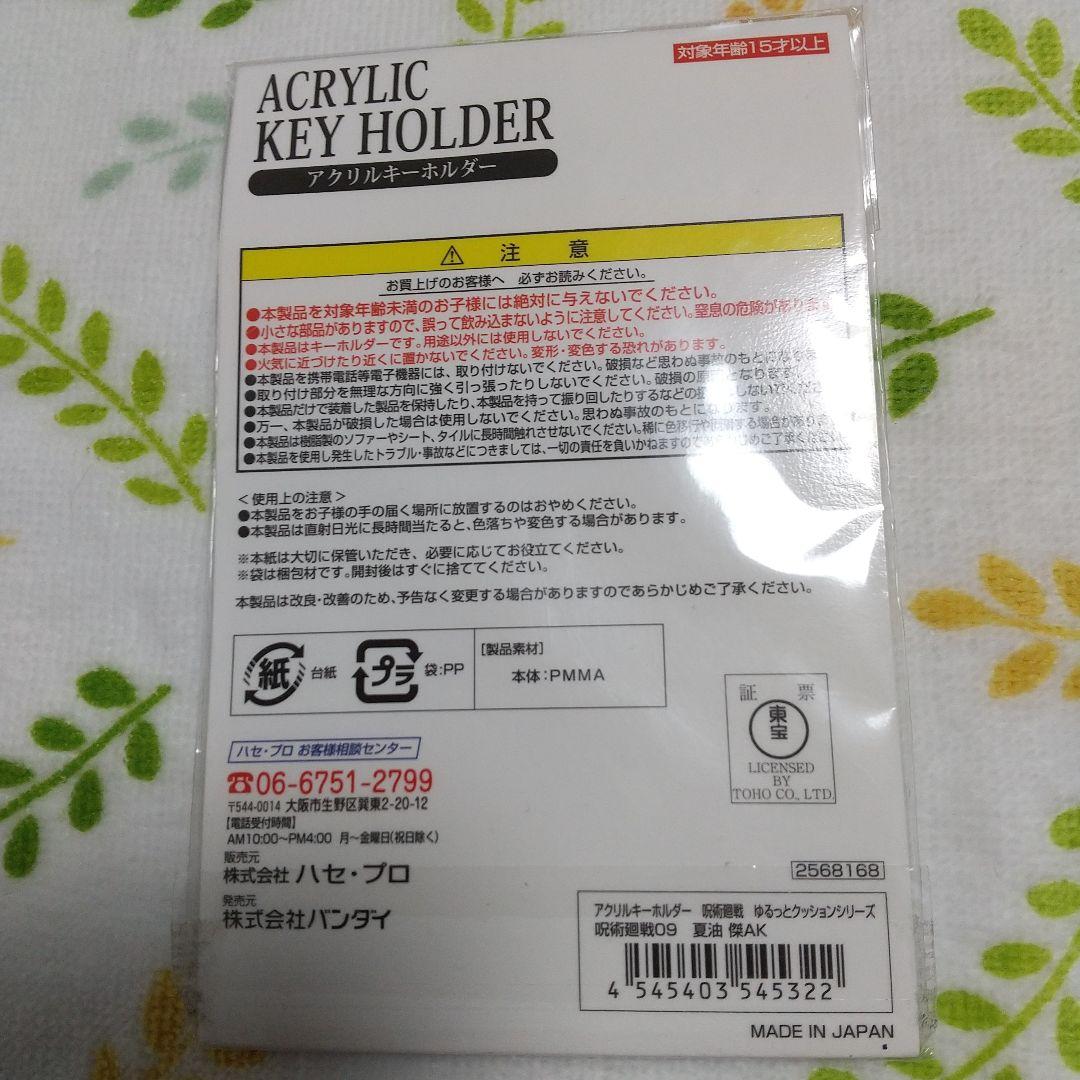 対象年齢15才以上
ACRYLIC
KEY HOLDER
アクリルキーホルダー
⚠ 注 意
お買上げのお客様へ 必ずお読みください。
●本製品を対象年齢未満のお子様には絶対に与えないでください。
●小さな部品がありますので、誤って飲み込まないように注意してください。窒息の危険があります
●本製品はキーホルダーです。用途以外には使用しないでください。
●火気に近づけたり近くに置かないでください。変形・変色する恐れがあります。
●本製品を携帯電話等電子機器には、取り付けないでください。破損など思わぬ事故のもとになりま
●取り付け部分を無理な方向に強く引っ張ったりしないでください。破損の原因となります。
●本製品だけで装着した製品を保持したり、本製品を持って振り回したりするなどの しないでください
●万一、本製品が破損した場合は使用しないでください。思わぬ事故のもとになります。
●本製品は樹脂製のソファーやシート、タイルに長時間触れさせないでください。稀に色移行や する場合があります
●本製品を使用し発生したトラブル・事故などにつきましては、一切の責任を負いかねますのであらかじめご了承ください
<使用上の注意>
●本製品をお子様の手の届く場所に放置するのはおやめください。
●本製品は直射日光に長時間当たると、色落ちや変色する場合があります。
※本紙は大切に保管いただき、必要に応じてお役立てください。
※袋は梱包材です。開封後はすぐに捨ててください。
本製品は改良・改善のため、予告なく変更する場合がありますのであらかじめご了承ください。
紙 台紙 プラ 袋:PP
[製品素材]
本体:PMMA
証 票
東宝
LICENSED
BY
TOHO CO., LTD.
ハセ・プロ お客様相談センター
☎06-6751-2799
〒544-0014 大阪市生野区巽東2-20-12
【電話受付時間】
AM10:00〜PM4:00 月〜金曜日(祝日除く)
販売元
株式会社 ハセ・プロ
発売元
株式会社バンダイ
2568168
アクリルキーホルダー 呪術廻戦 ゆるっとクッションシリーズ
呪術廻戦09 夏油 傑AK
4 545403 545322
MADE IN JAPAN